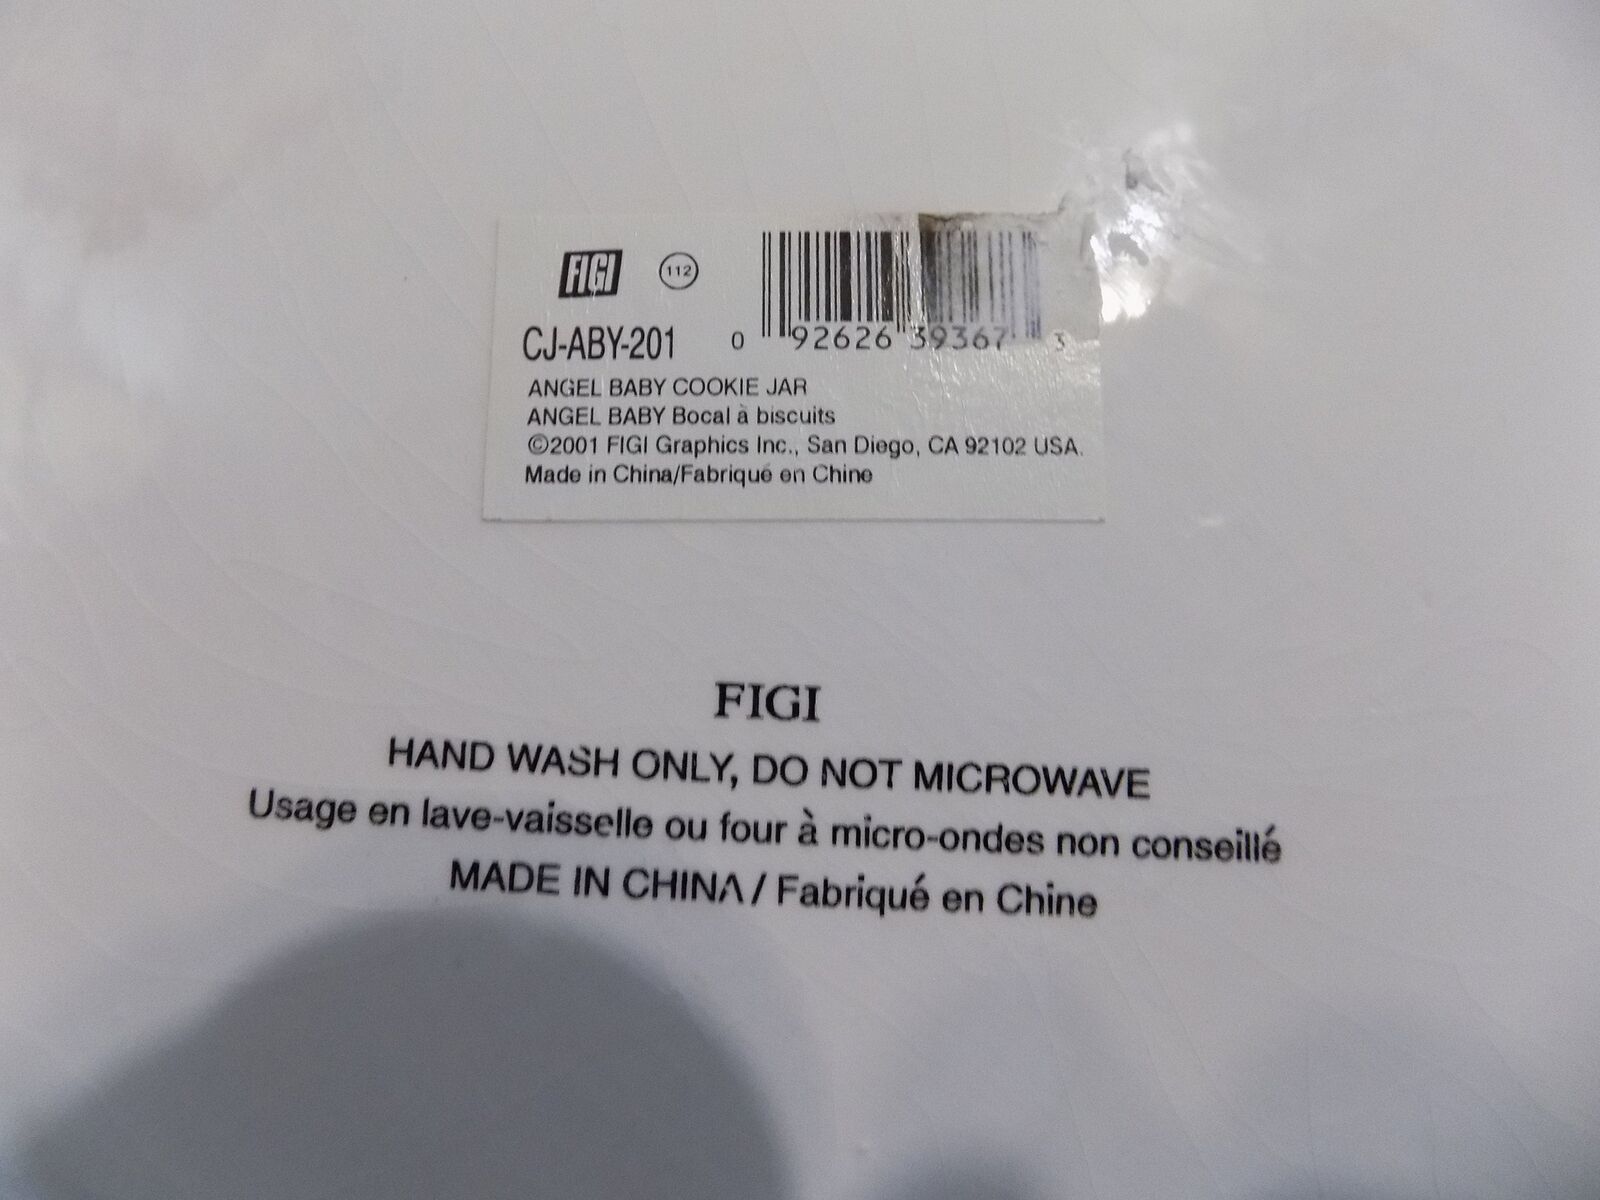 FIGI 112
CJ-ABY-201
0 92626 39367 3
ANGEL BABY COOKIE JAR
ANGEL BABY Bocal à biscuits
©2001 FIGI Graphics Inc., San Diego, CA 92102 USA.
Made in China/Fabriqué en Chine
FIGI
HAND WASH ONLY, DO NOT MICROWAVE
Usage en lave-vaisselle ou four à micro-ondes non conseillé
MADE IN CHINA / Fabriqué en Chine